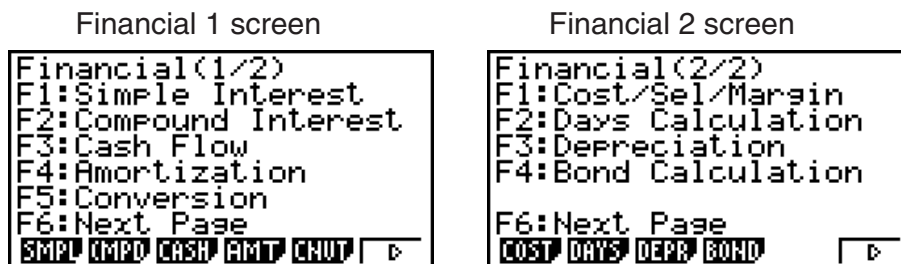 Financial 1 screen
Financial(1/2)
F1:Simple Interest
F2:Compound Interest
F3:Cash Flow
F4:Amortization
F5:Conversion
F6:Next Page
SMPL CMPD CASH AMT CNVT
Financial 2 screen
Financial(2/2)
F1:Cost/Sel/Margin
F2:Days Calculation
F3:Depreciation
F4:Bond Calculation
F6:Next Page
COST DAYS DEPR BOND